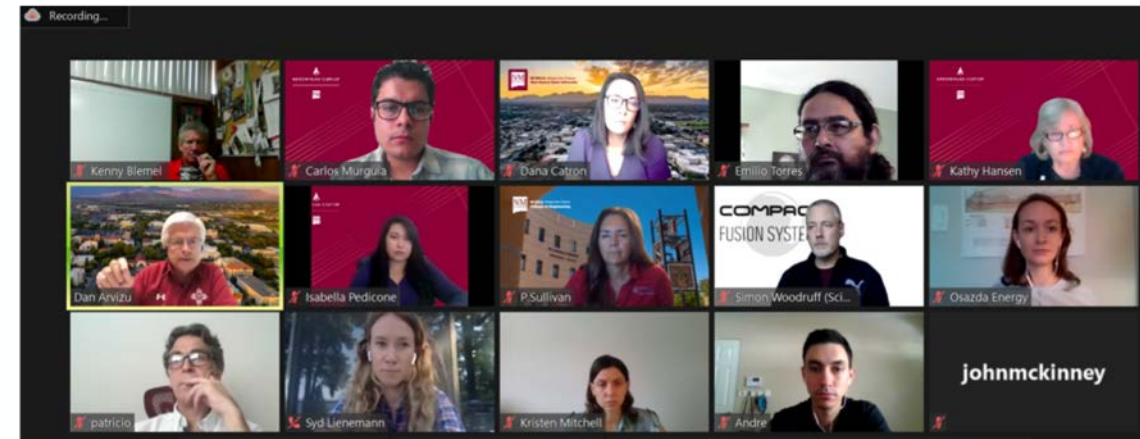 Recording...
Kenny Blemel
Carlos Murguia
Dana Catron
Emilio Torres
Kathy Hansen
Dan Arvizu
Isabella Pedicone
P.Sullivan
COMPAC
FUSION SYSTE
Simon Woodruff (Sci...
Osazda Energy
patricio
Syd Lienemann
Kristen Mitchell
Andre
johnmckinney